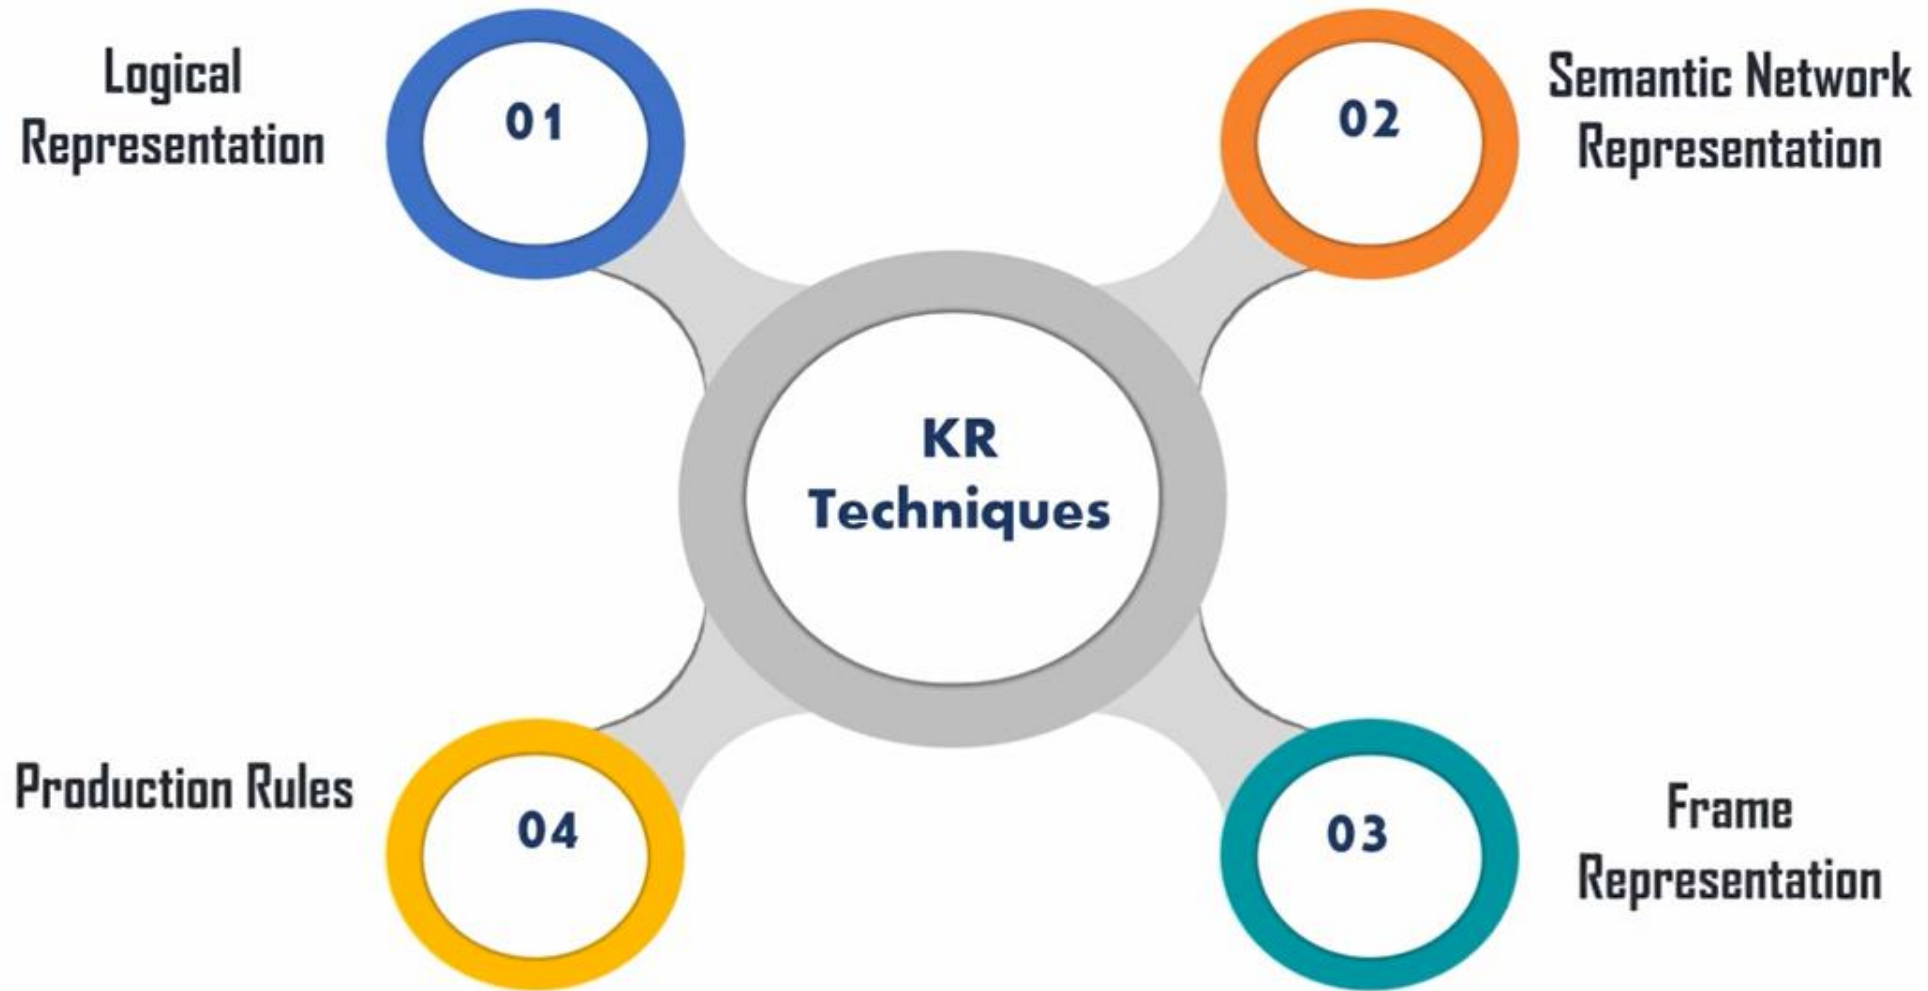 Logical
Representation
01
02
Semantic Network
Representation
KR
Techniques
Production Rules
04
03
Frame
Representation